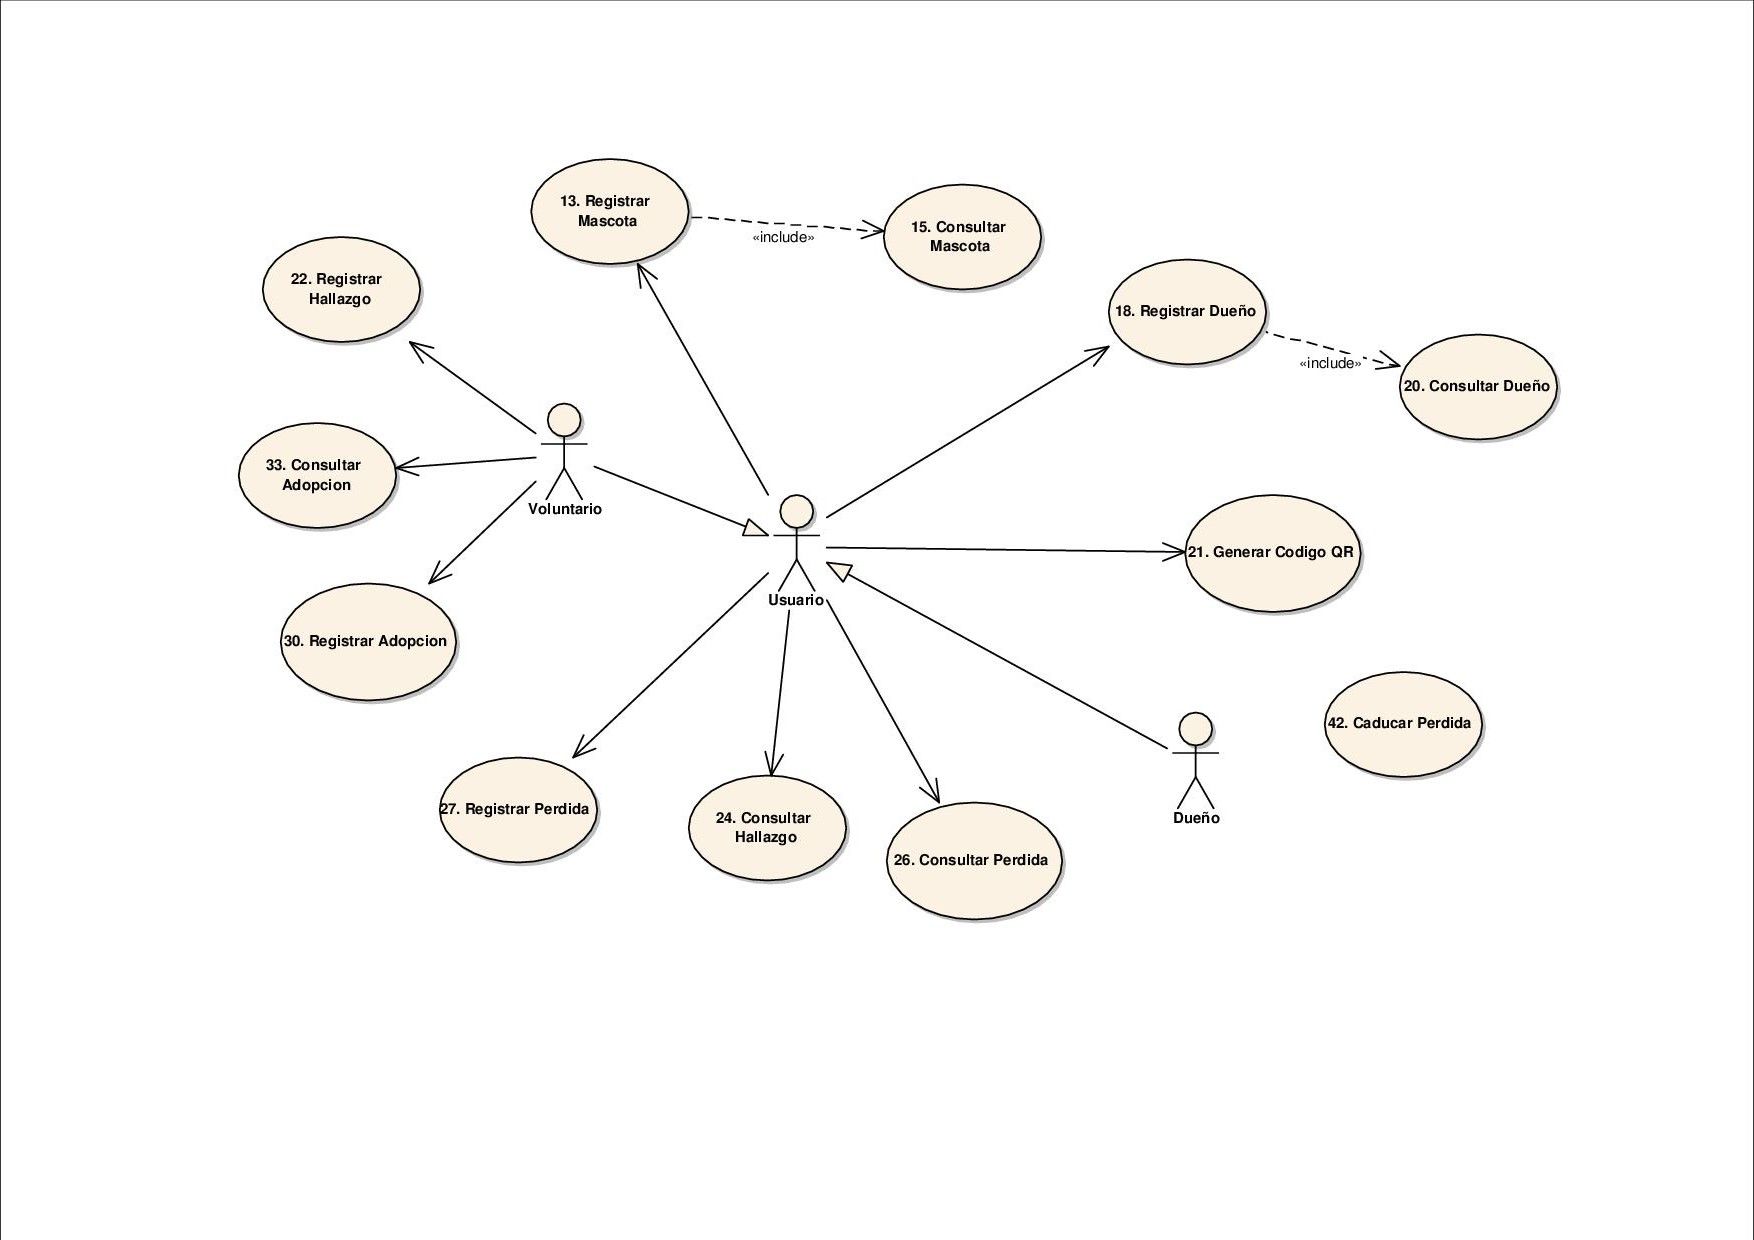 13. Registrar
Mascota
«include»
15. Consultar
Mascota
22. Registrar
Hallazgo
18. Registrar Dueño
«include»
20. Consultar Dueño
33. Consultar
Adopcion
Voluntario
Usuario
21. Generar Codigo QR
30. Registrar Adopcion
42. Caducar Perdida
27. Registrar Perdida
24. Consultar
Hallazgo
26. Consultar Perdida
Dueño